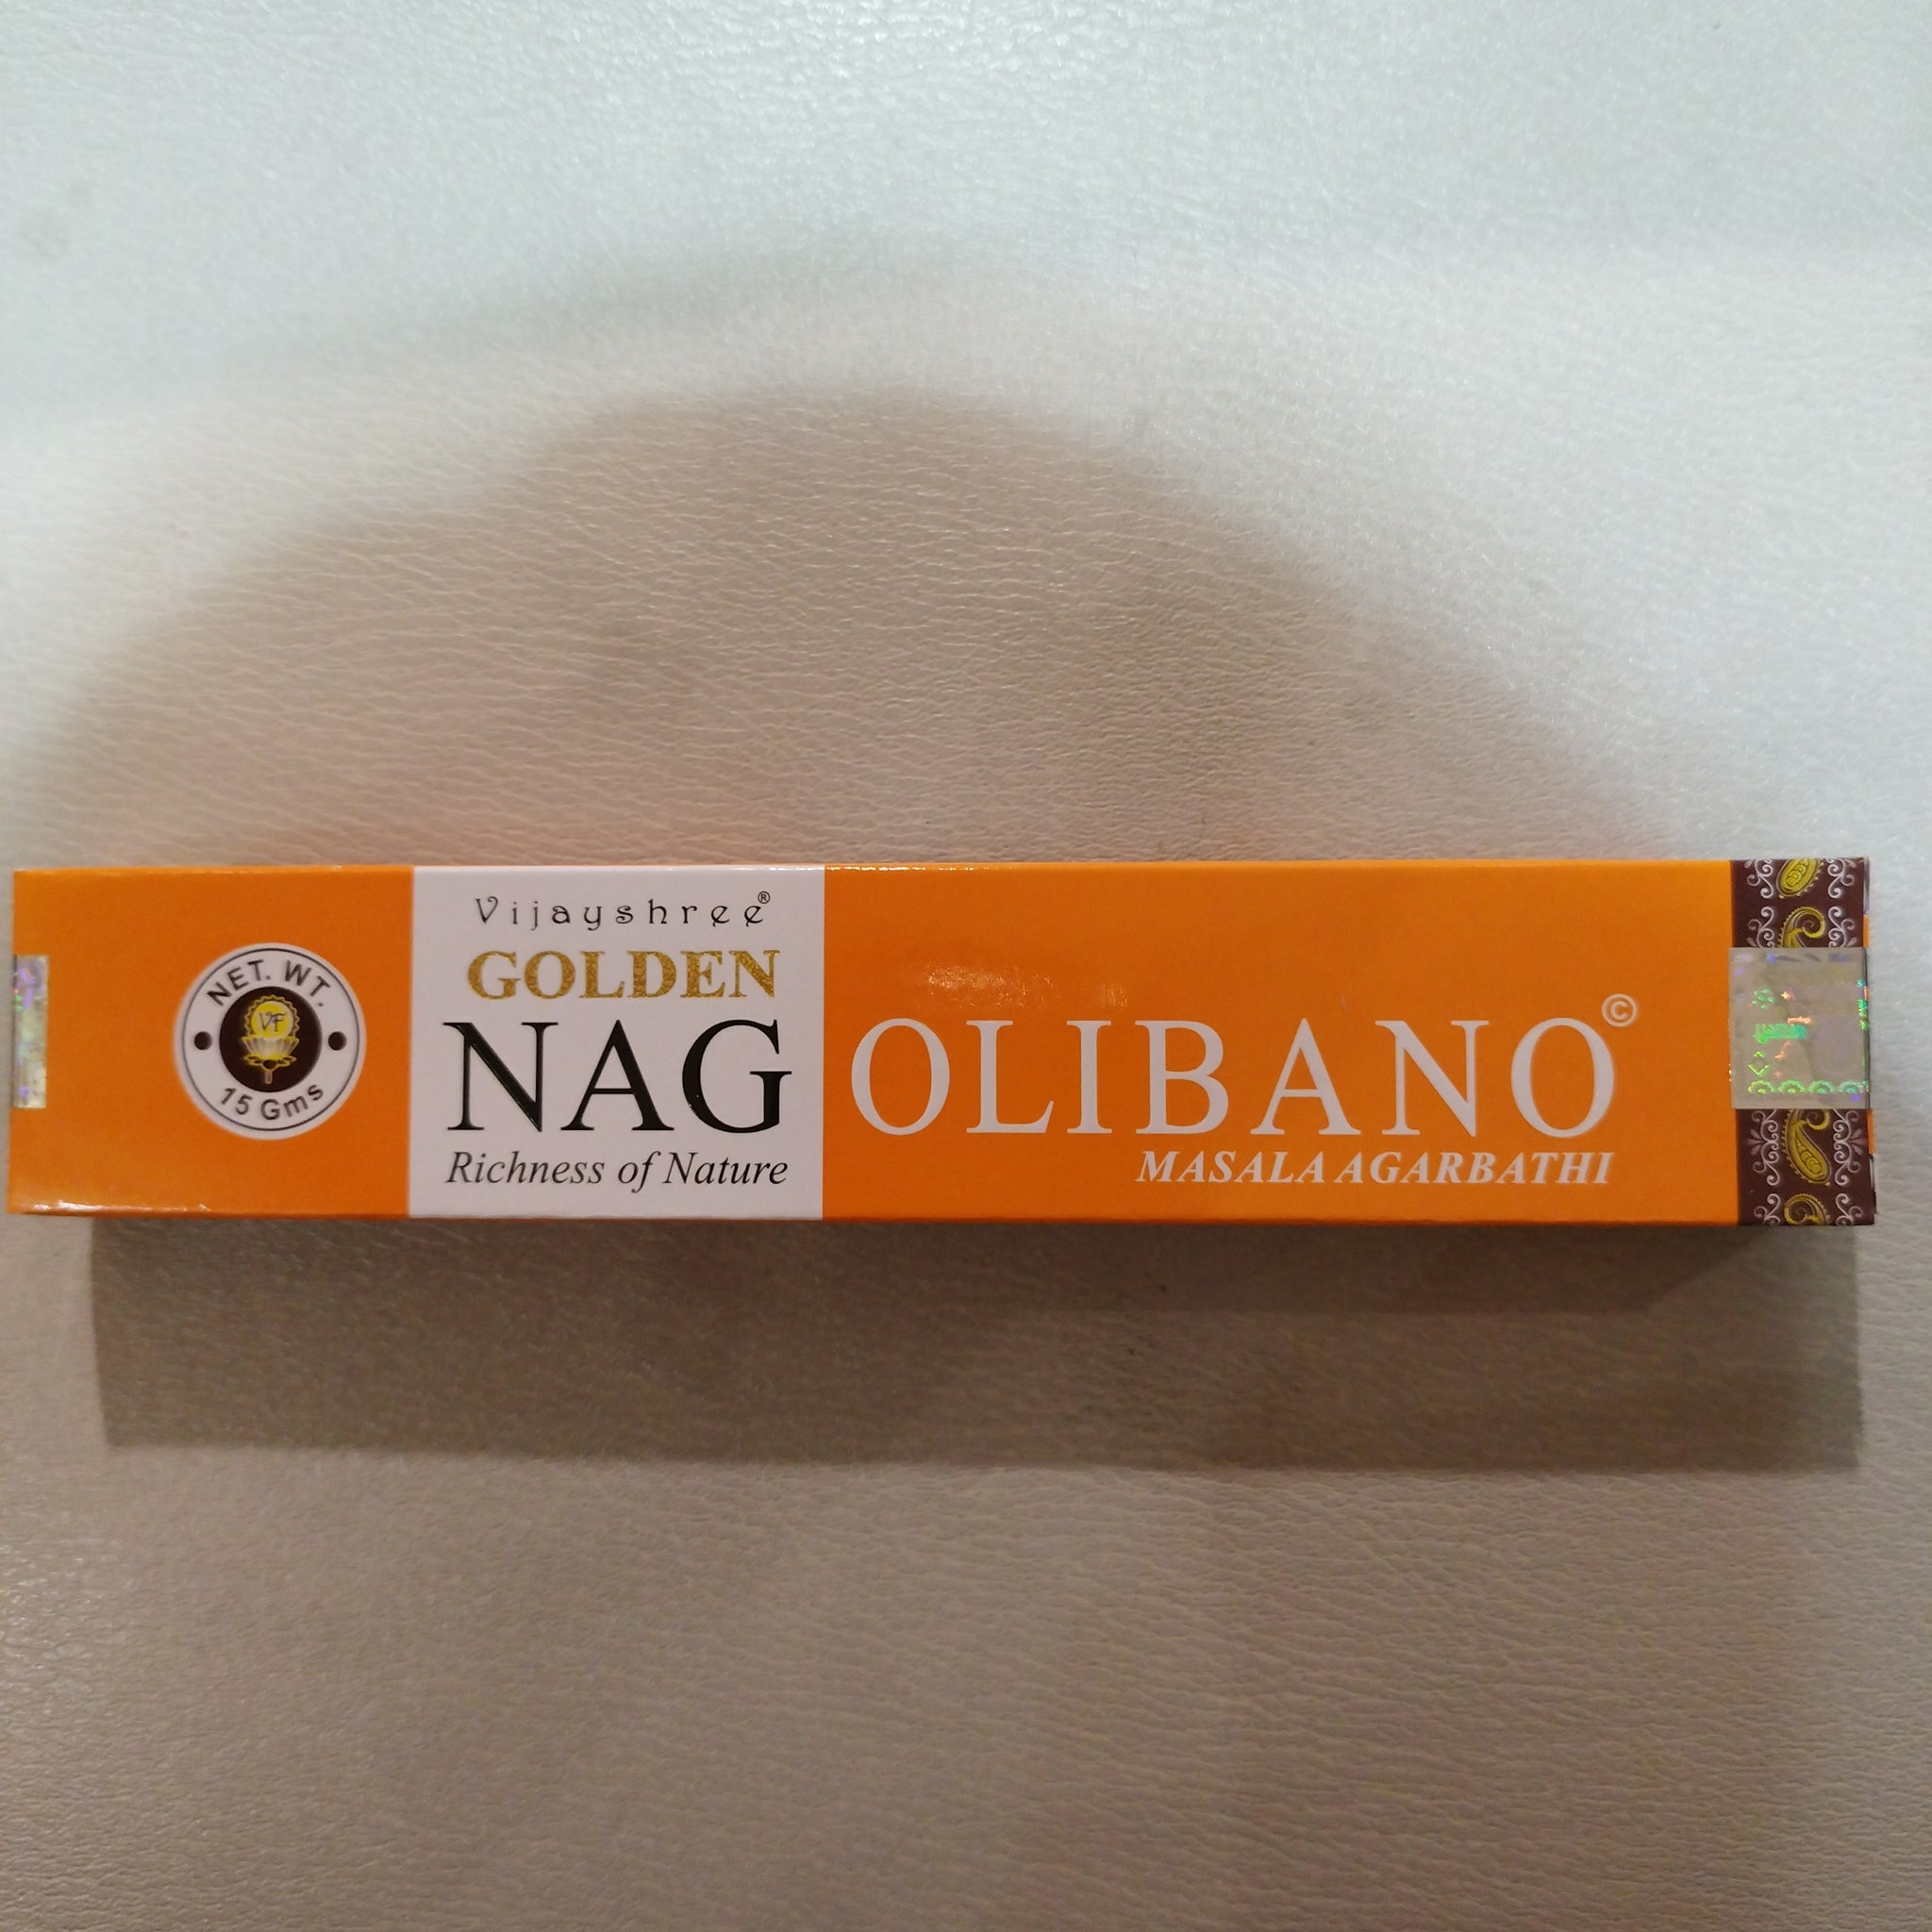 NET. WT.
VF
15 Gms
Vijayshree®
GOLDEN
NAG
Richness of Nature
OLIBANO©
MASALA AGARBATHI